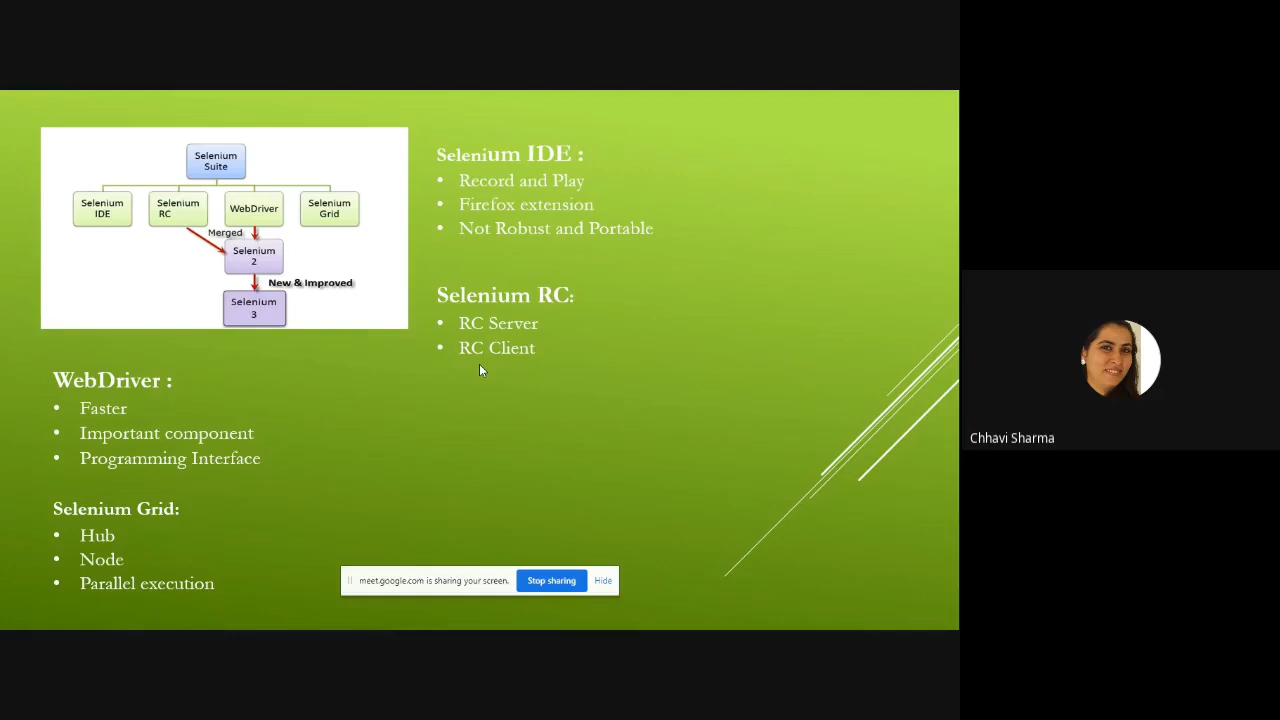 Selenium
Suite
Selenium
IDE
Selenium
RC
WebDriver
Selenium
Grid
Merged
Selenium
2
New & Improved
Selenium
3
Selenium IDE :
• Record and Play
• Firefox extension
• Not Robust and Portable
Selenium RC:
• RC Server
• RC Client
WebDriver :
• Faster
• Important component
• Programming Interface
Selenium Grid:
• Hub
• Node
• Parallel execution
meet.google.com is sharing your screen.
Stop sharing
Hide
Chhavi Sharma